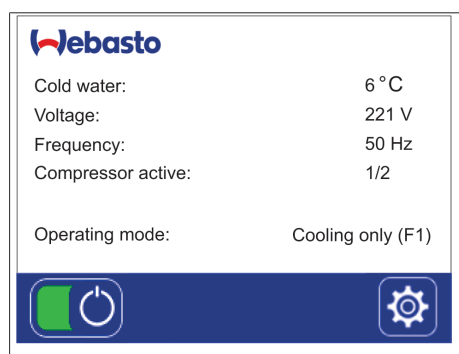 Webasto
Cold water: 6 °C
Voltage: 221 V
Frequency: 50 Hz
Compressor active: 1/2
Operating mode: Cooling only (F1)